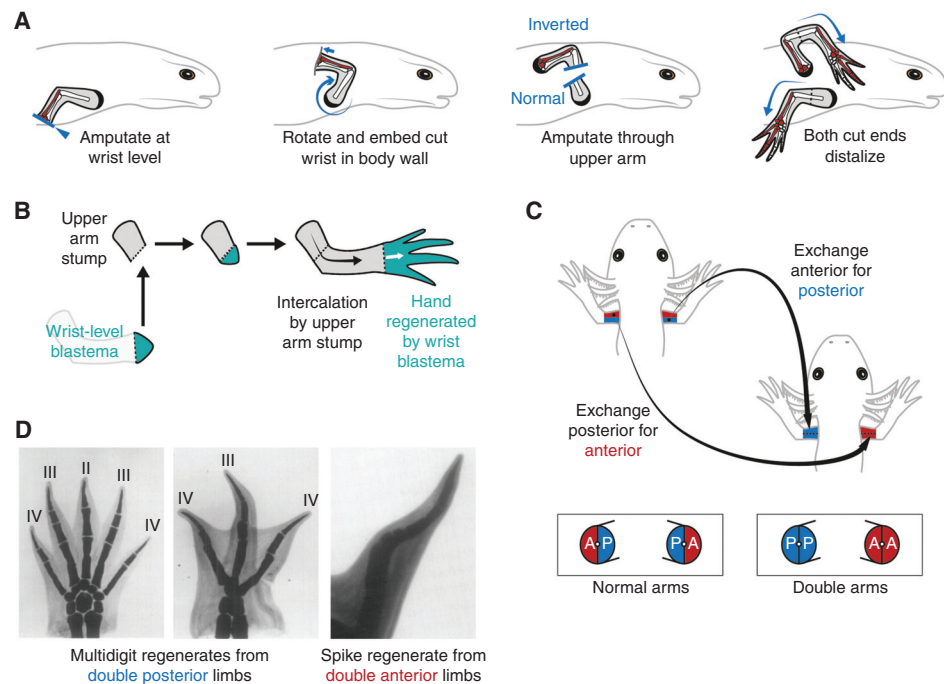 A
Amputate at
wrist level
Rotate and embed cut
wrist in body wall
Inverted
Normal
Amputate through
upper arm
Both cut ends
distalize
B
Upper
arm
stump
Wrist-level
blastema
Intercalation
by upper
arm stump
Hand
regenerated
by wrist
blastema
C
Exchange
anterior for
posterior
Exchange
posterior for
anterior
A P
P A
Normal arms
P P
A A
Double arms
D
III
II
III
IV
IV
III
IV
IV
Multidigit regenerates from
double posterior limbs
Spike regenerate from
double anterior limbs